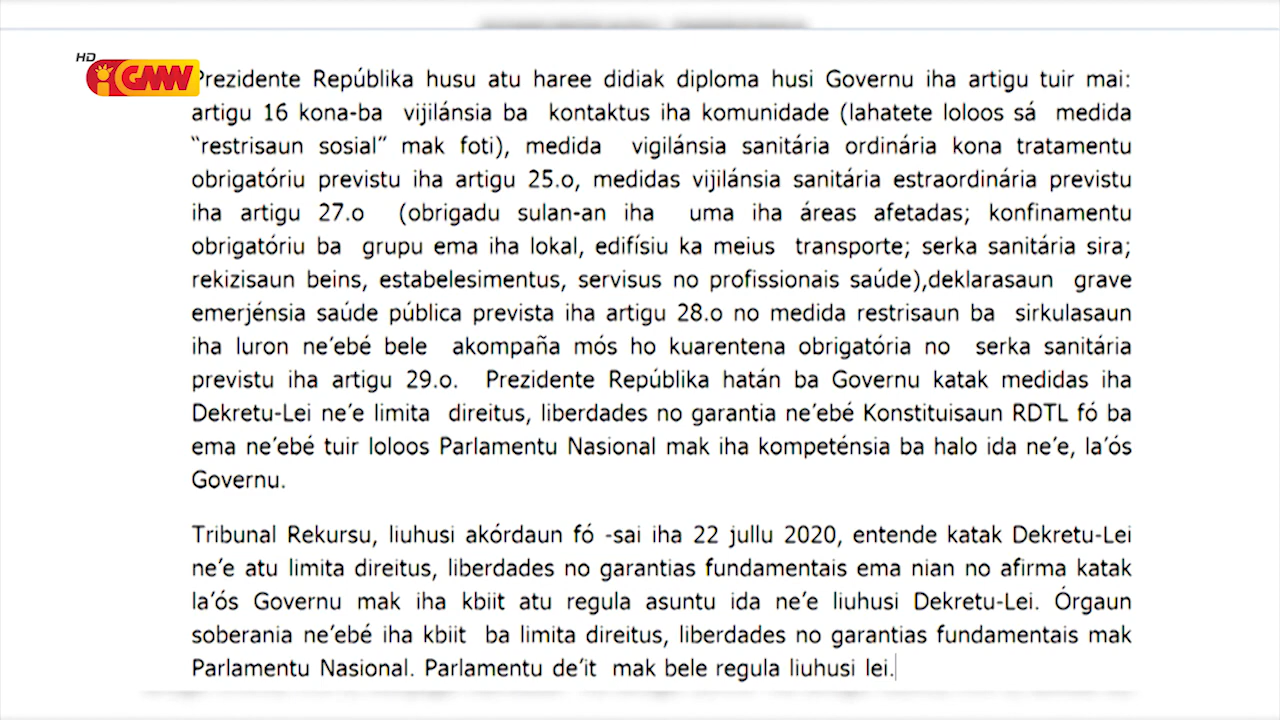 HD
GMN
Prezidente Repúblika husu atu haree didiak diploma husi Governu iha artigu tuir mai:
artigu 16 kona-ba vijilánsia ba kontaktus iha komunidade (lahatete loloos sá medida
“restrisaun sosial” mak foti), medida vigilánsia sanitária ordinária kona tratamentu
obrigatóriu previstu iha artigu 25.o, medidas vijilánsia sanitária estraordinária previstu
iha artigu 27.o (obrigadu sulan-an iha uma iha áreas afetadas; konfinamentu
obrigatóriu ba grupu ema iha lokal, edifísiu ka meius transporte; serka sanitária sira;
rekizisaun beins, estabelesimentus, servisus no profissionais saúde),deklarasaun grave
emerjénsia saúde pública prevista iha artigu 28.o no medida restrisaun ba sirkulasaun
iha luron ne’ebé bele akompaña mós ho kuarentena obrigatória no serka sanitária
previstu iha artigu 29.o. Prezidente Repúblika hatán ba Governu katak medidas iha
Dekretu-Lei ne’e limita direitus, liberdades no garantia ne’ebé Konstituisaun RDTL fó ba
ema ne’ebé tuir loloos Parlamentu Nasional mak iha kompeténsia ba halo ida ne’e, la’ós
Governu.
Tribunal Rekursu, liuhusi akórdaun fó -sai iha 22 jullu 2020, entende katak Dekretu-Lei
ne’e atu limita direitus, liberdades no garantias fundamentais ema nian no afirma katak
la’ós Governu mak iha kbiit atu regula asuntu ida ne’e liuhusi Dekretu-Lei. Órgaun
soberania ne’ebé iha kbiit ba limita direitus, liberdades no garantias fundamentais mak
Parlamentu Nasional. Parlamentu de’it mak bele regula liuhusi lei.